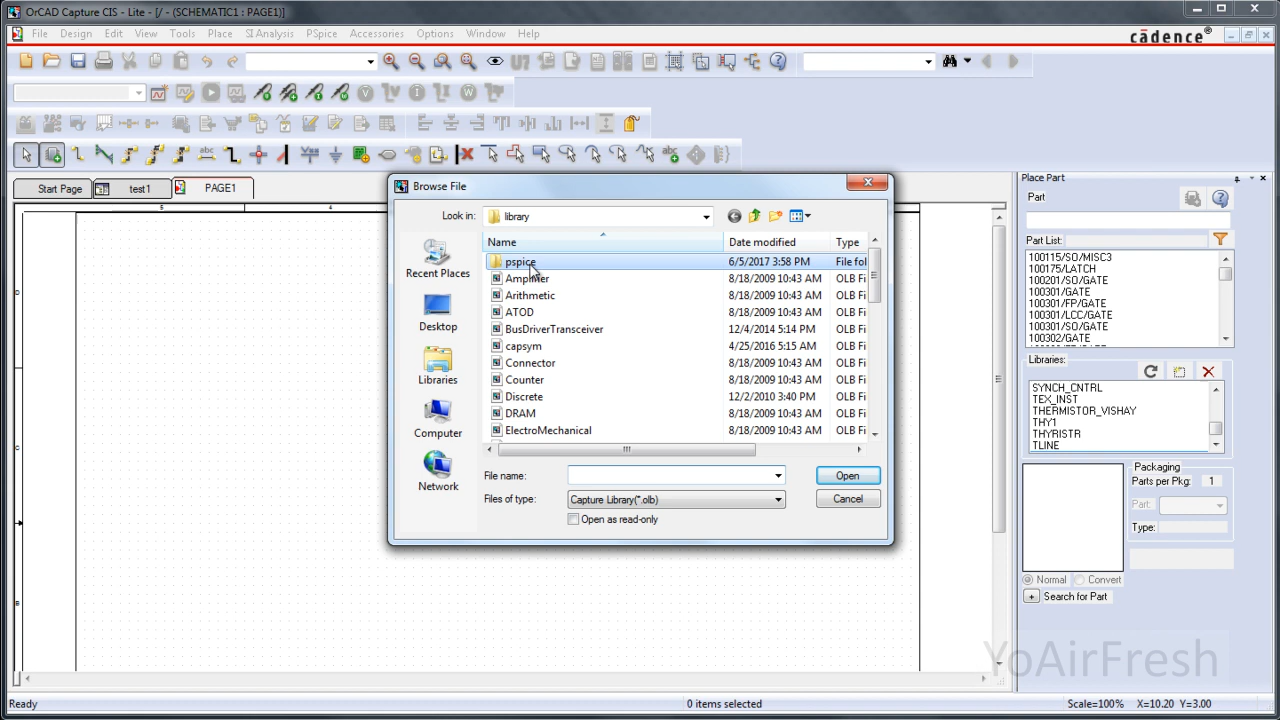 OrCAD Capture CIS - Lite - [/ - (SCHEMATIC1 : PAGE1)]
File Design Edit View Tools Place SI Analysis PSpice Accessories Options Window Help
cādence®
Start Page test1 PAGE1
5 4
D
C
B
Browse File
Look in: library
Name Date modified Type
pspice 6/5/2017 3:58 PM File fol
Amplifier 8/18/2009 10:43 AM OLB Fi
Arithmetic 8/18/2009 10:43 AM OLB Fi
ATOD 8/18/2009 10:43 AM OLB Fi
BusDriverTransceiver 12/4/2014 5:14 PM OLB Fi
capsym 4/25/2016 5:15 AM OLB Fi
Connector 8/18/2009 10:43 AM OLB Fi
Counter 8/18/2009 10:43 AM OLB Fi
Discrete 12/2/2010 3:40 PM OLB Fi
DRAM 8/18/2009 10:43 AM OLB Fi
ElectroMechanical 8/18/2009 10:43 AM OLB Fi
Recent Places
Desktop
Libraries
Computer
Network
File name:
Open
Files of type: Capture Library(*.olb)
Cancel
Open as read-only
Place Part
Part
Part List:
100115/SO/MISC3
100175/LATCH
100201/SO/GATE
100301/GATE
100301/FP/GATE
100301/LCC/GATE
100301/SO/GATE
100302/GATE
Libraries:
SYNCH_CNTRL
TEX_INST
THERMISTOR_VISHAY
THY1
THYRISTR
TLINE
Packaging
Parts per Pkg: 1
Part:
Type:
Normal Convert
+ Search for Part
YoAirFresh
Ready 0 items selected Scale=100% X=10.20 Y=3.00